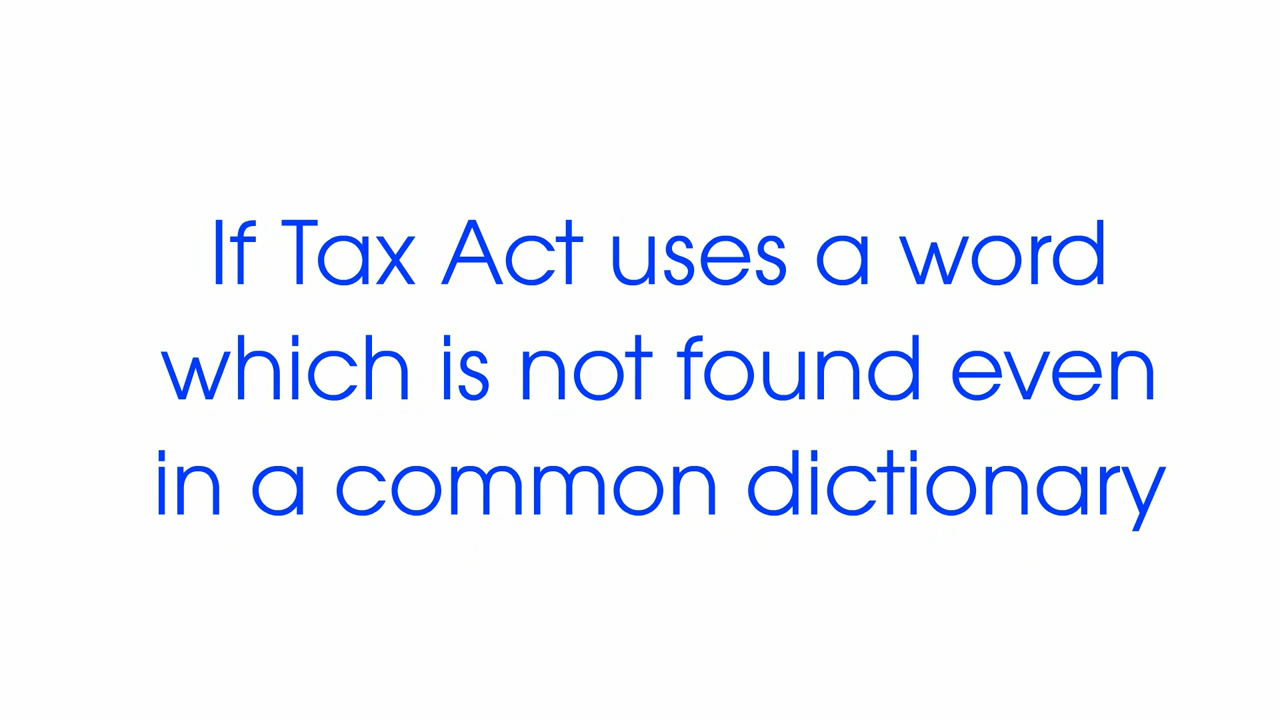 If Tax Act uses a word
which is not found even
in a common dictionary